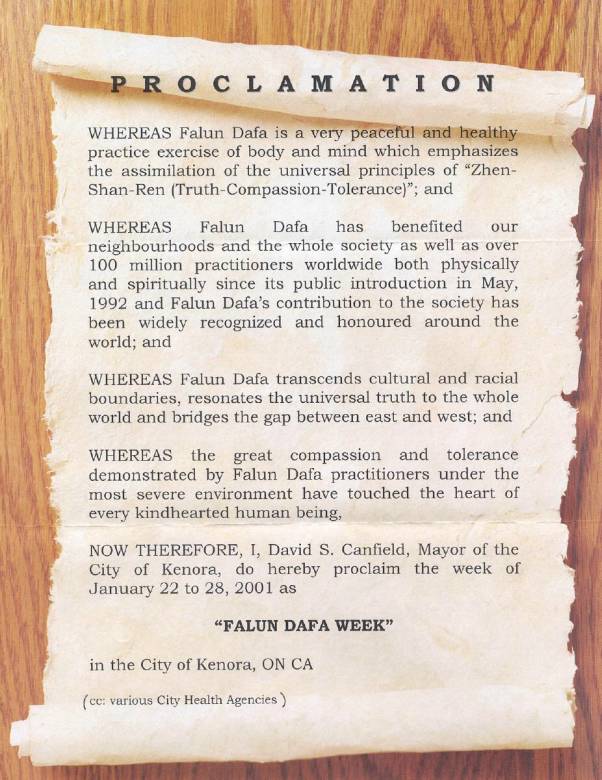 PROCLAMATION
WHEREAS Falun Dafa is a very peaceful and healthy
practice exercise of body and mind which emphasizes
the assimilation of the universal principles of “Zhen-
Shan-Ren (Truth-Compassion-Tolerance)”; and
WHEREAS Falun Dafa has benefited our
neighbourhoods and the whole society as well as over
100 million practitioners worldwide both physically
and spiritually since its public introduction in May,
1992 and Falun Dafa’s contribution to the society has
been widely recognized and honoured around the
world; and
WHEREAS Falun Dafa transcends cultural and racial
boundaries, resonates the universal truth to the whole
world and bridges the gap between east and west; and
WHEREAS the great compassion and tolerance
demonstrated by Falun Dafa practitioners under the
most severe environment have touched the heart of
every kindhearted human being,
NOW THEREFORE, I, David S. Canfield, Mayor of the
City of Kenora, do hereby proclaim the week of
January 22 to 28, 2001 as
“FALUN DAFA WEEK”
in the City of Kenora, ON CA
(cc: various City Health Agencies)